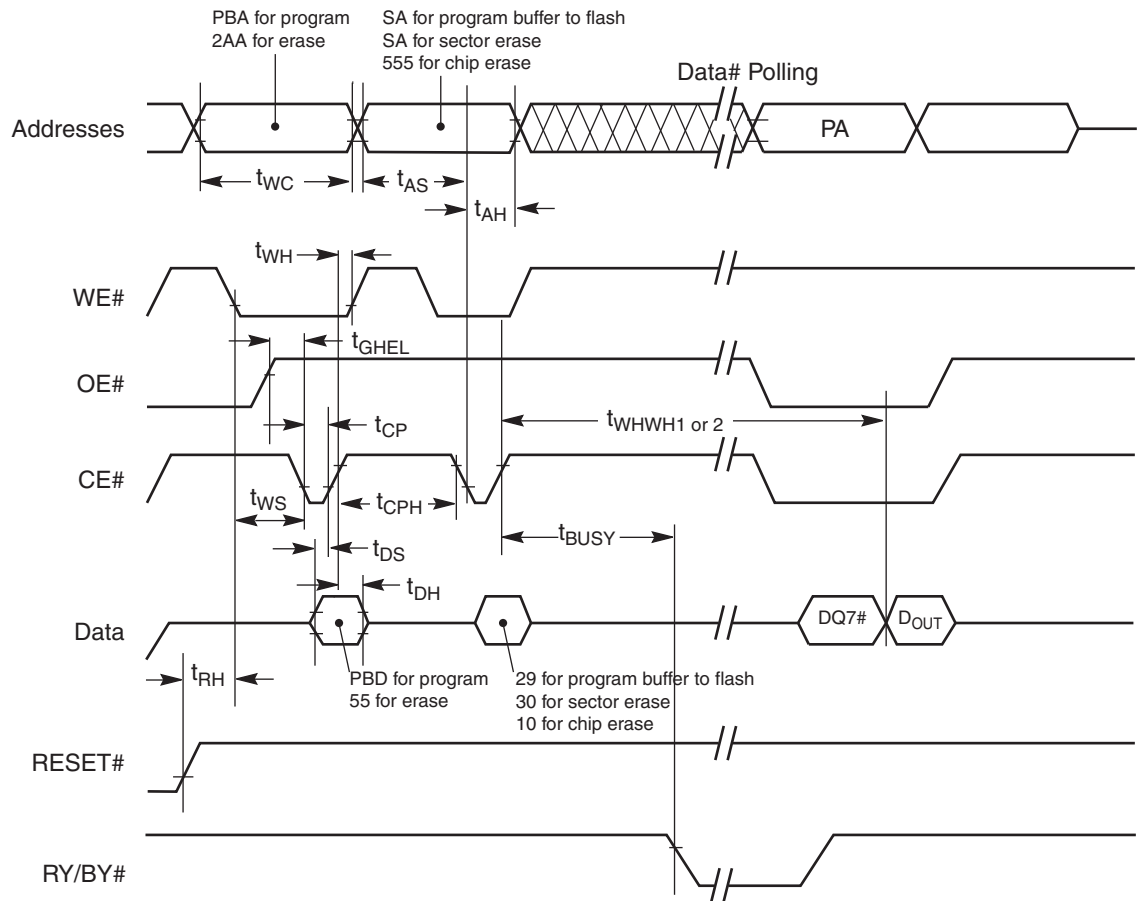 PBA for program
2AA for erase
SA for program buffer to flash
SA for sector erase
555 for chip erase
Data# Polling
Addresses
PA
tWC
tAS
tAH
tWH
WE#
tGHEL
OE#
tWHWH1 or 2
tCP
CE#
tWS
tCPH
tBUSY
tDS
tDH
Data
DQ7#
DOUT
tRH
PBD for program
55 for erase
29 for program buffer to flash
30 for sector erase
10 for chip erase
RESET#
RY/BY#